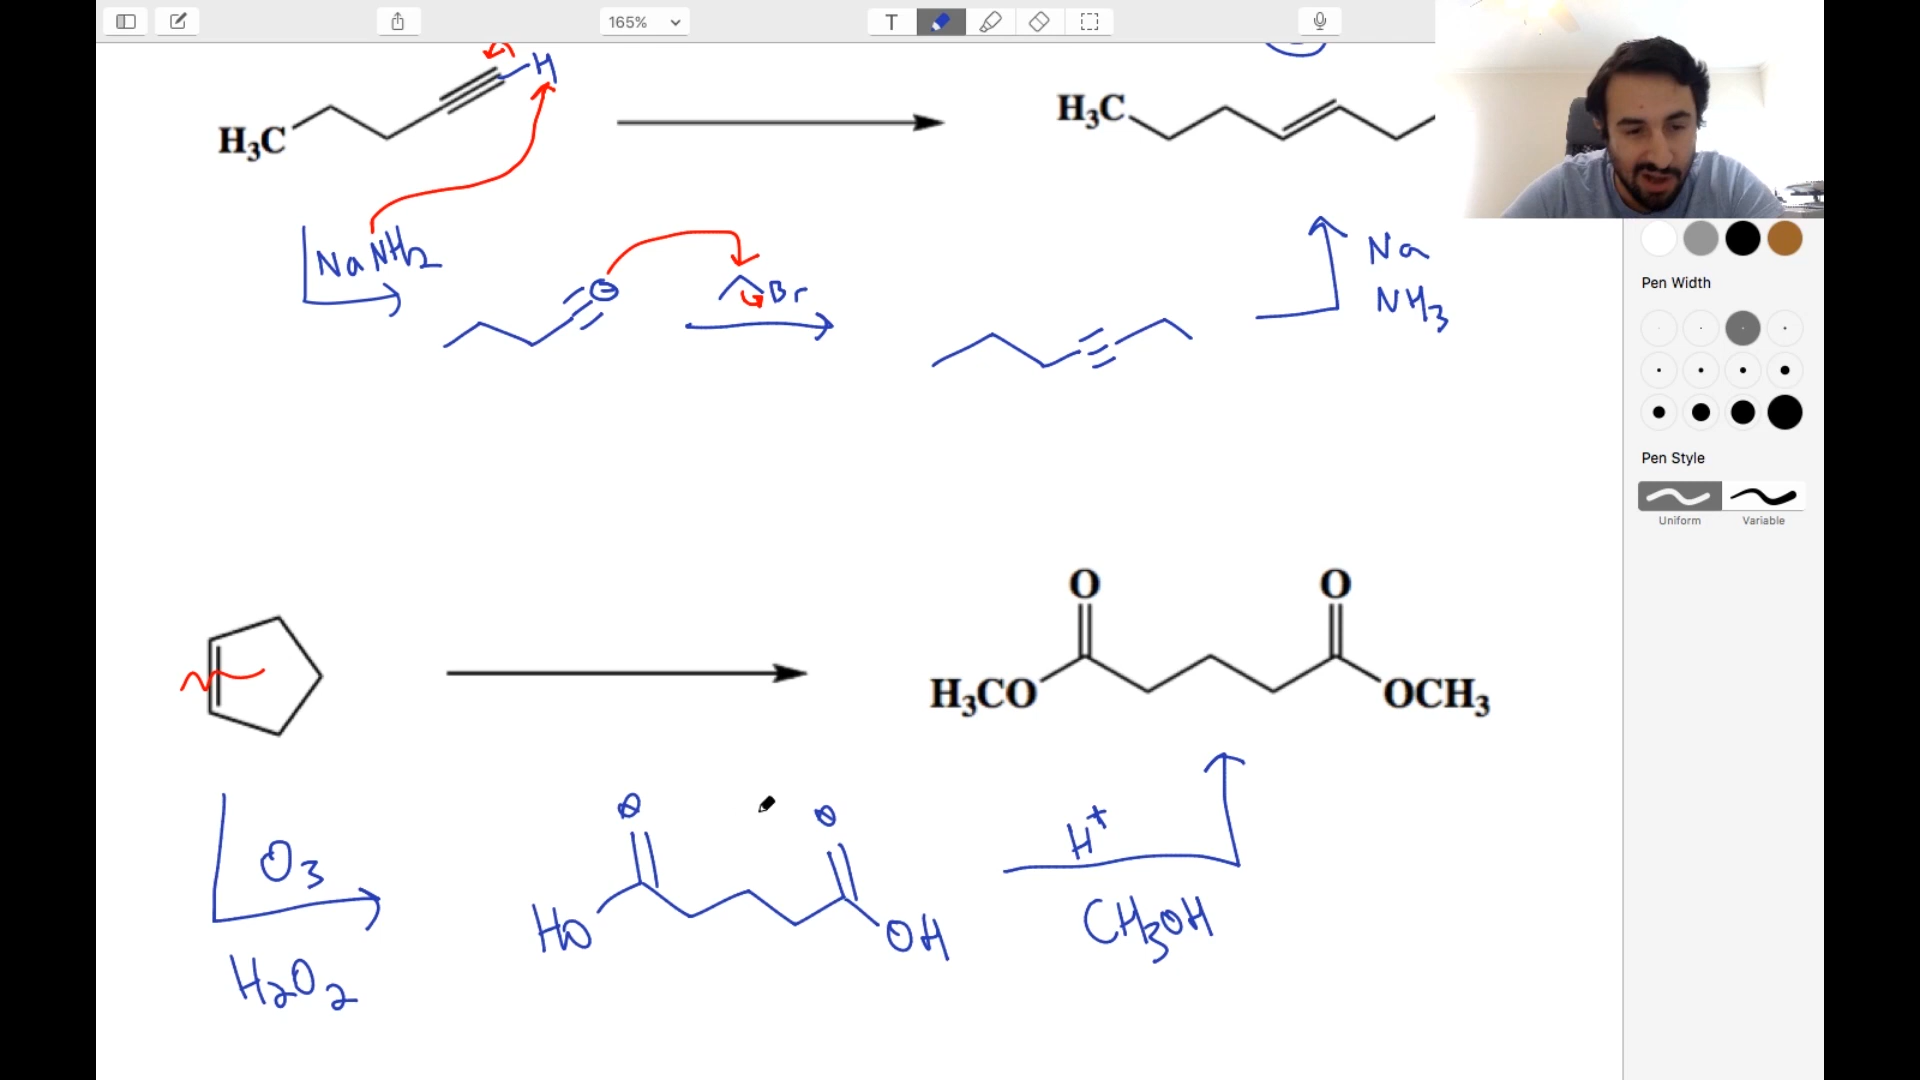 T
165%
H
H₃C
H₃C
NaNH₂
Br
Na
NH₃
Pen Width
Pen Style
Uniform
Variable
O
O
H₃CO
OCH₃
O
O
O₃
H⁺
HO
OH
CH₃OH
H₂O₂